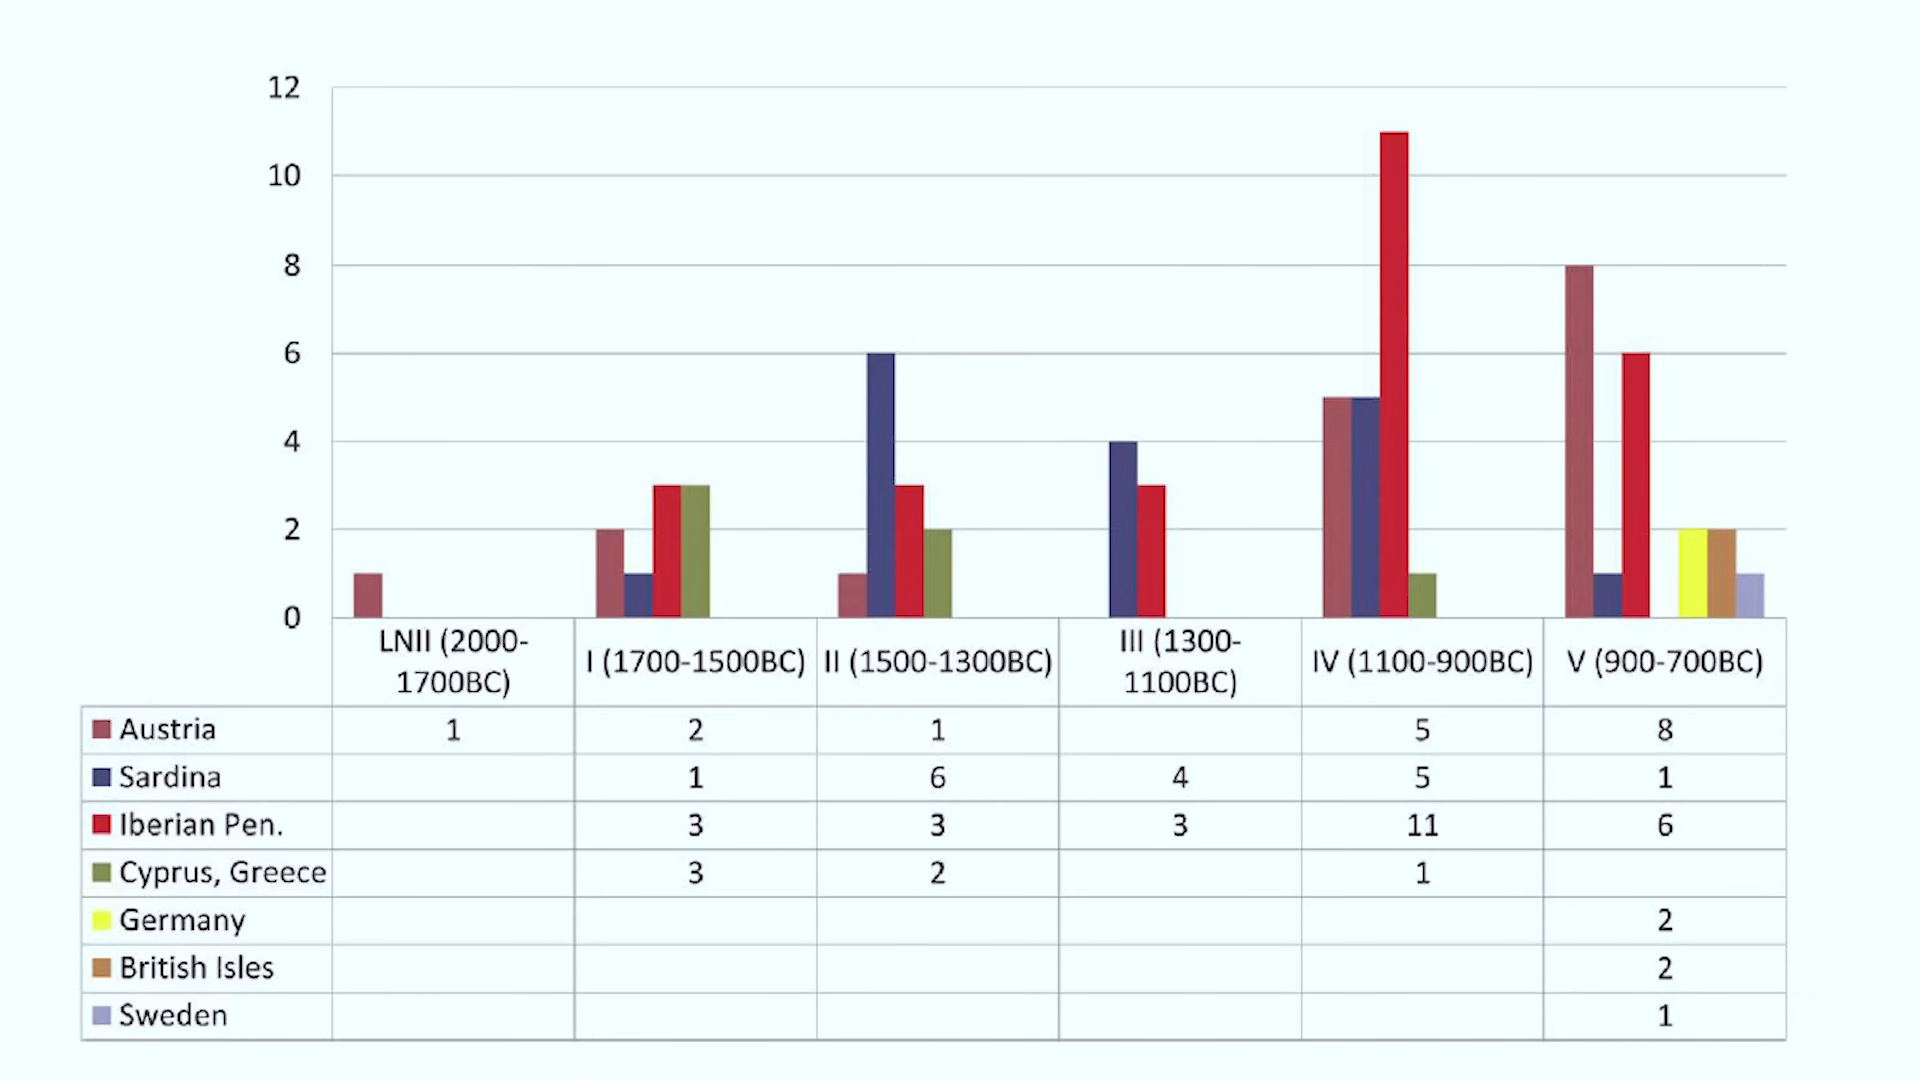 12
10
8
6
4
2
0
LNII (2000-
1700BC)
I (1700-1500BC)
II (1500-1300BC)
III (1300-
1100BC)
IV (1100-900BC)
V (900-700BC)
Austria 1 2 1 5 8
Sardina 1 6 4 5 1
Iberian Pen. 3 3 3 11 6
Cyprus, Greece 3 2 1
Germany 2
British Isles 2
Sweden 1